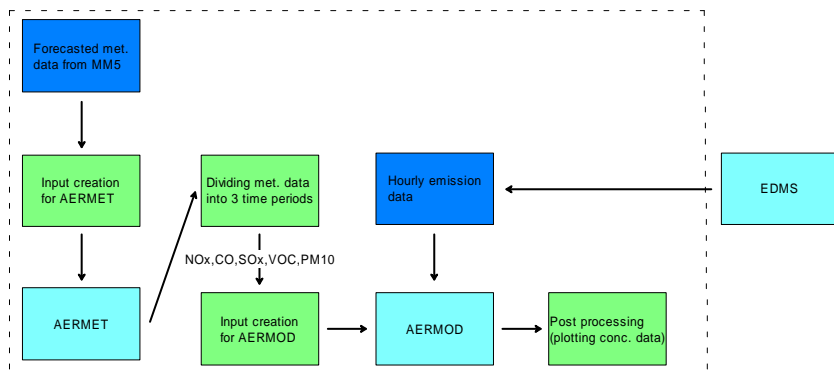 Forecasted met.
data from MM5
Input creation
for AERMET
AERMET
Dividing met. data
into 3 time periods
NOx,CO,SOx,VOC,PM10
Input creation
for AERMOD
Hourly emission
data
AERMOD
Post processing
(plotting conc. data)
EDMS